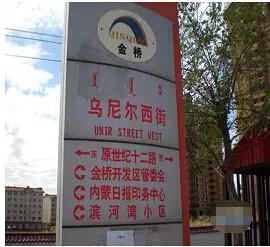 JINQIAO
金桥
乌尼尔西街
UNIR STREET WEST
←东 原世纪十二路 西→
金桥开发区管委会
内蒙日报印务中心
滨河湾小区